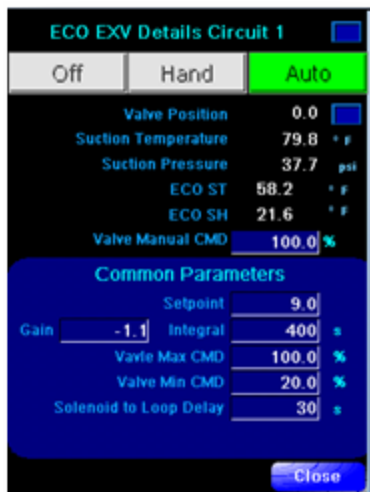 ECO EXV Details Circuit 1
Off Hand Auto
Valve Position 0.0
Suction Temperature 79.8 ° F
Suction Pressure 37.7 psi
ECO ST 58.2 ° F
ECO SH 21.6 ° F
Valve Manual CMD 100.0 %
Common Parameters
Setpoint 9.0
Gain -1.1 Integral 400 s
Vavle Max CMD 100.0 %
Valve Min CMD 20.0 %
Solenoid to Loop Delay 30 s
Close